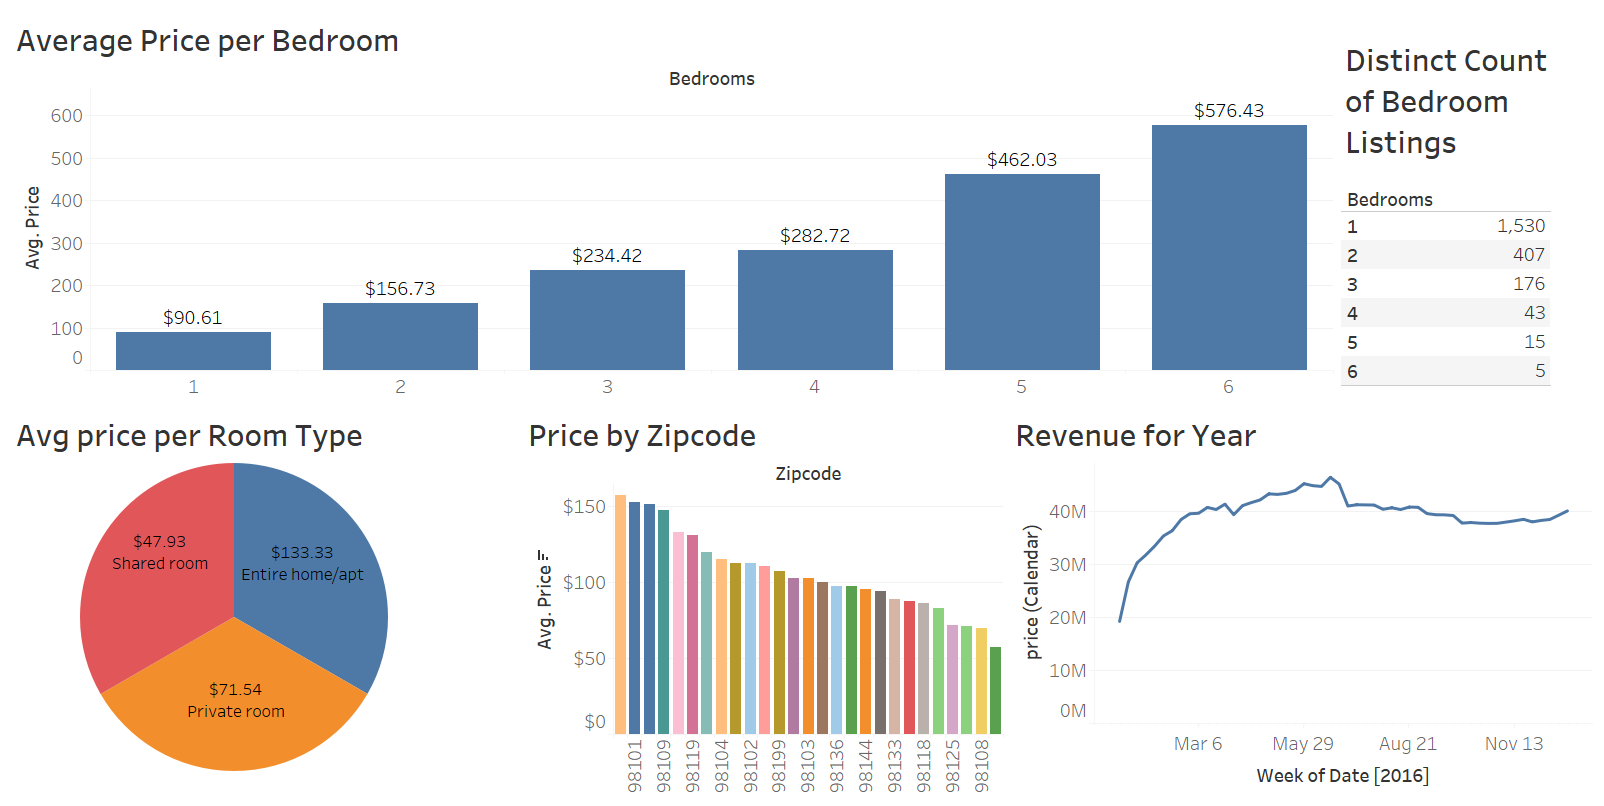 Average Price per Bedroom
Bedrooms
Avg. Price
600
500
400
300
200
100
0
$90.61
$156.73
$234.42
$282.72
$462.03
$576.43
1
2
3
4
5
6
Distinct Count
of Bedroom
Listings
Bedrooms
1 1,530
2 407
3 176
4 43
5 15
6 5
Avg price per Room Type
$47.93
Shared room
$133.33
Entire home/apt
$71.54
Private room
Price by Zipcode
Zipcode
Avg. Price
$150
$100
$50
$0
98101
98109
98119
98104
98102
98199
98103
98136
98144
98133
98118
98125
98108
Revenue for Year
price (Calendar)
40M
30M
20M
10M
0M
Mar 6
May 29
Aug 21
Nov 13
Week of Date [2016]